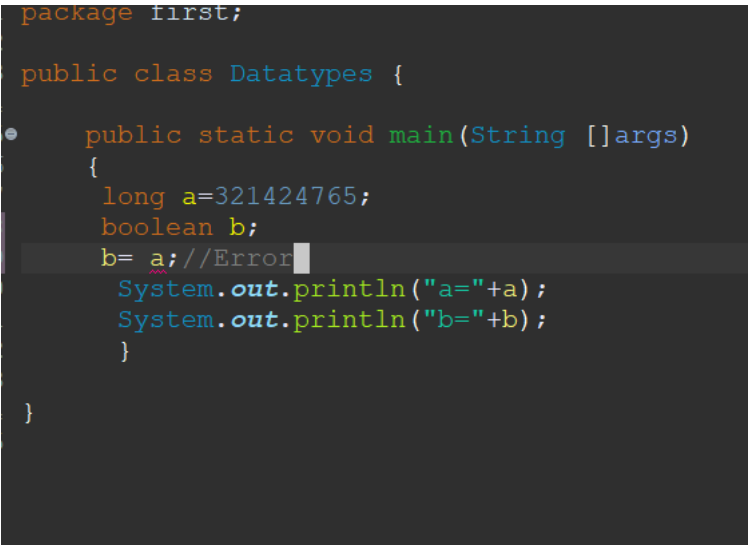 package first;
public class Datatypes {
public static void main(String []args)
{
long a=321424765;
boolean b;
b= a;//Error
System.out.println("a="+a);
System.out.println("b="+b);
}
}